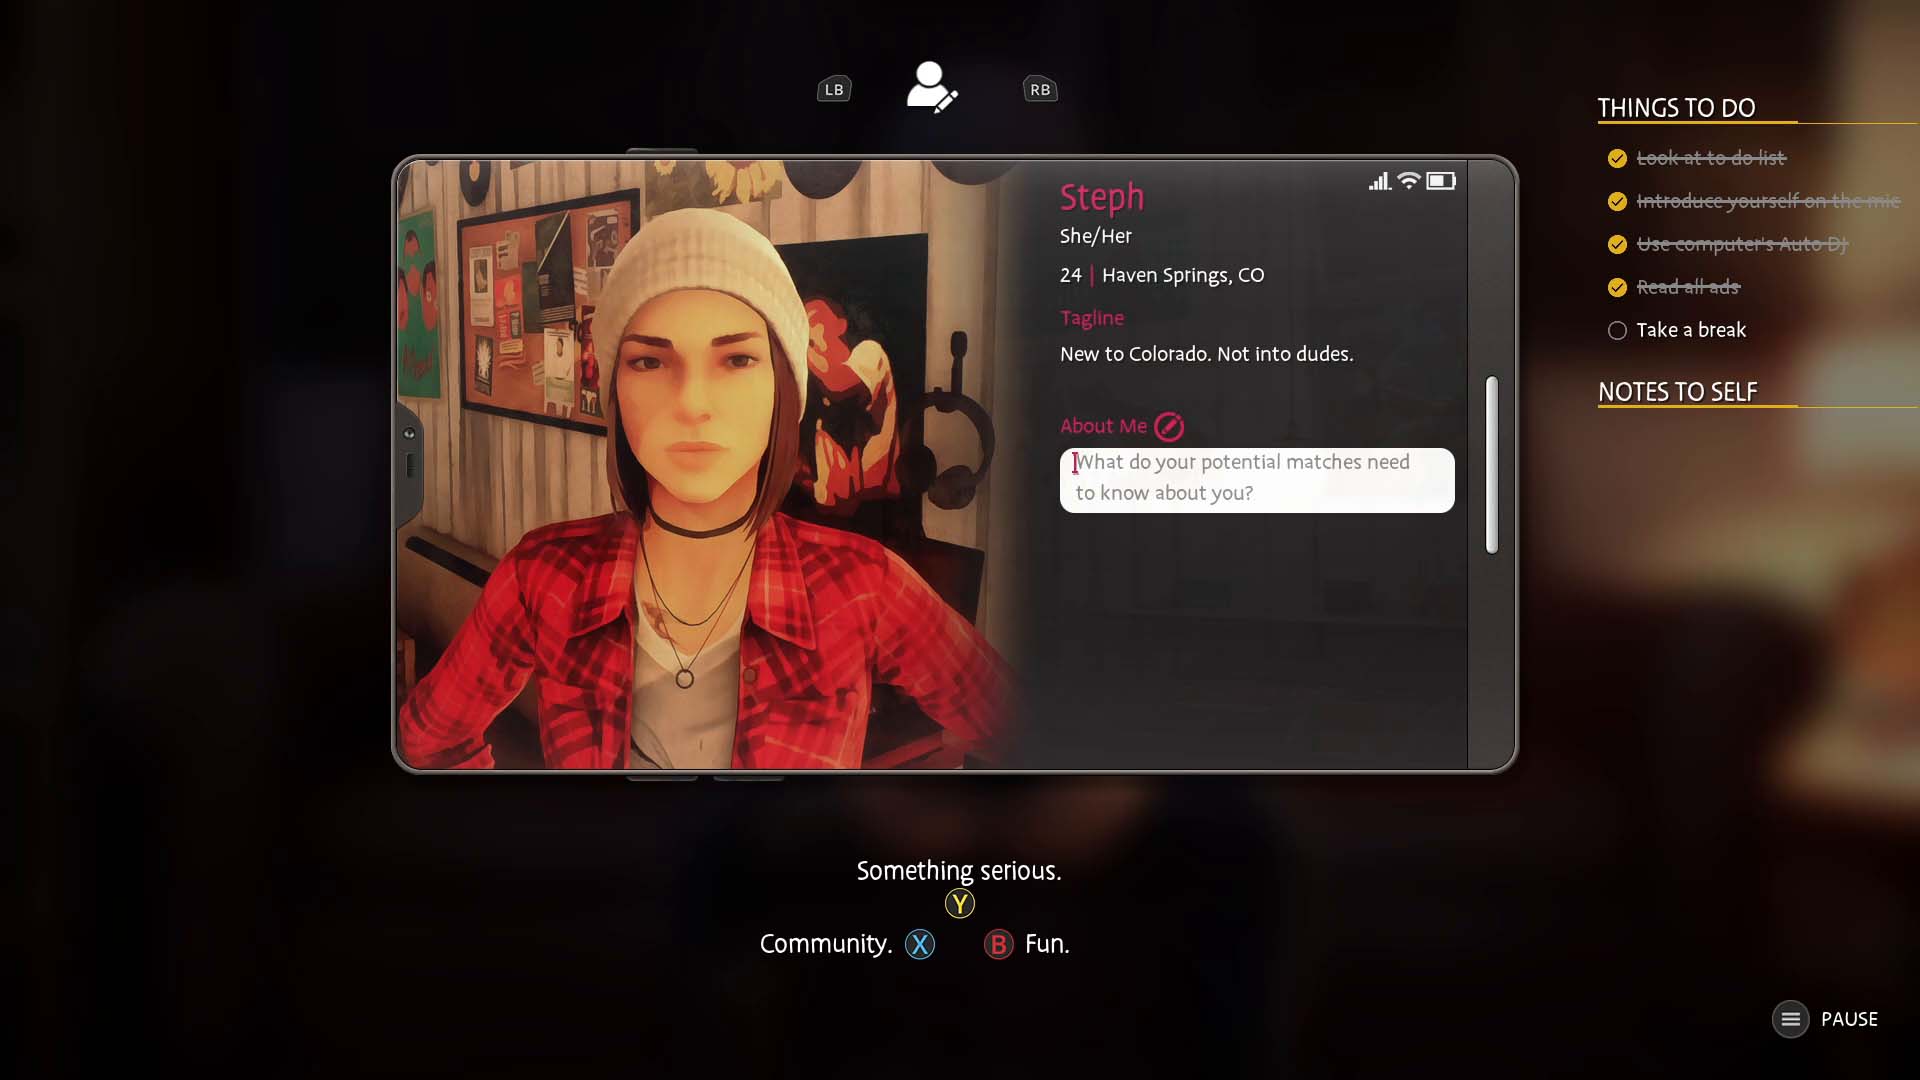 LB
RB
THINGS TO DO
Look at to do list
Introduce yourself on the mic
Use computer's Auto DJ
Read all ads
Take a break
NOTES TO SELF
Steph
She/Her
24 | Haven Springs, CO
Tagline
New to Colorado. Not into dudes.
About Me
What do your potential matches need
to know about you?
Something serious.
Y
Community. X B Fun.
PAUSE